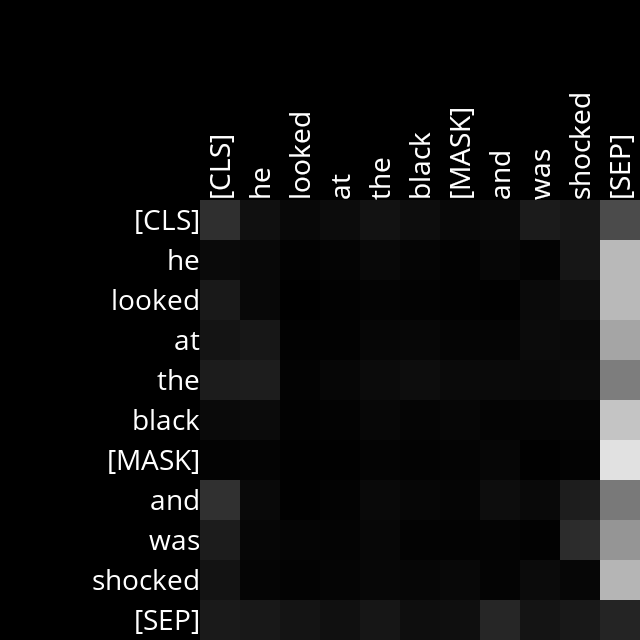 [CLS] he looked at the black [MASK] and was shocked [SEP]
[CLS]
he
looked
at
the
black
[MASK]
and
was
shocked
[SEP]